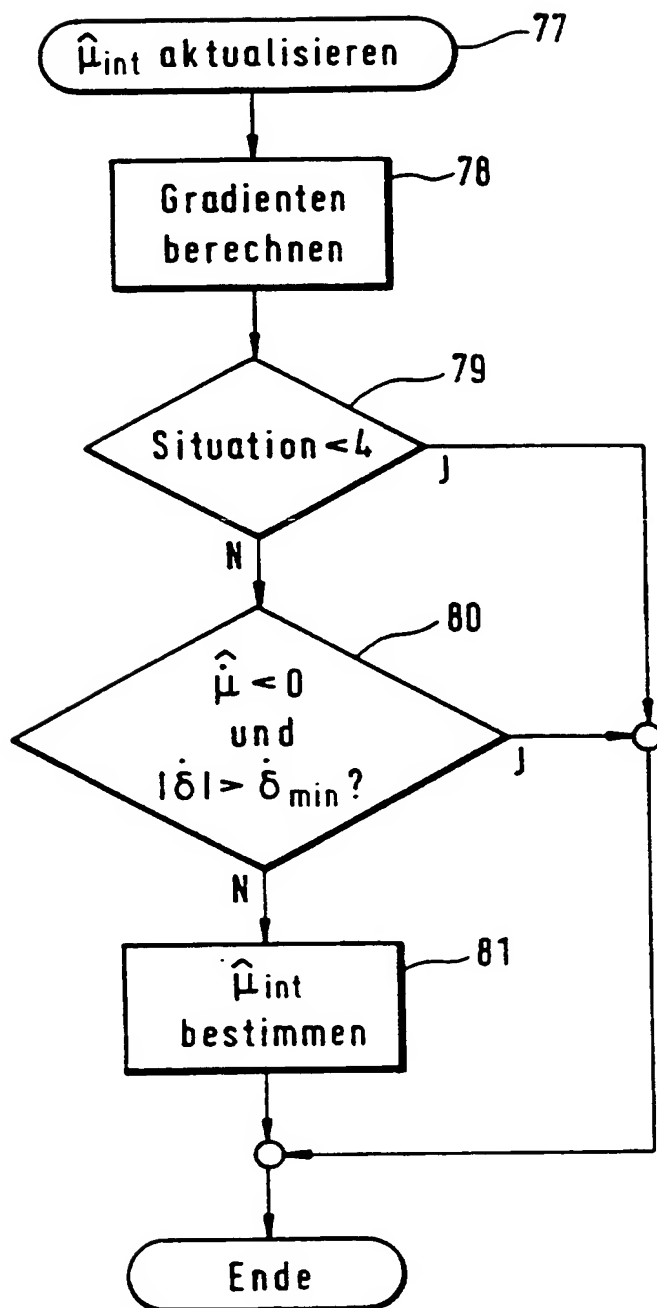 77
μ̂int aktualisieren
78
Gradienten
berechnen
79
Situation < 4
J
N
80
μ̂̇ < 0
und
|δ̇| > δ̇min ?
J
N
81
μ̂int
bestimmen
Ende